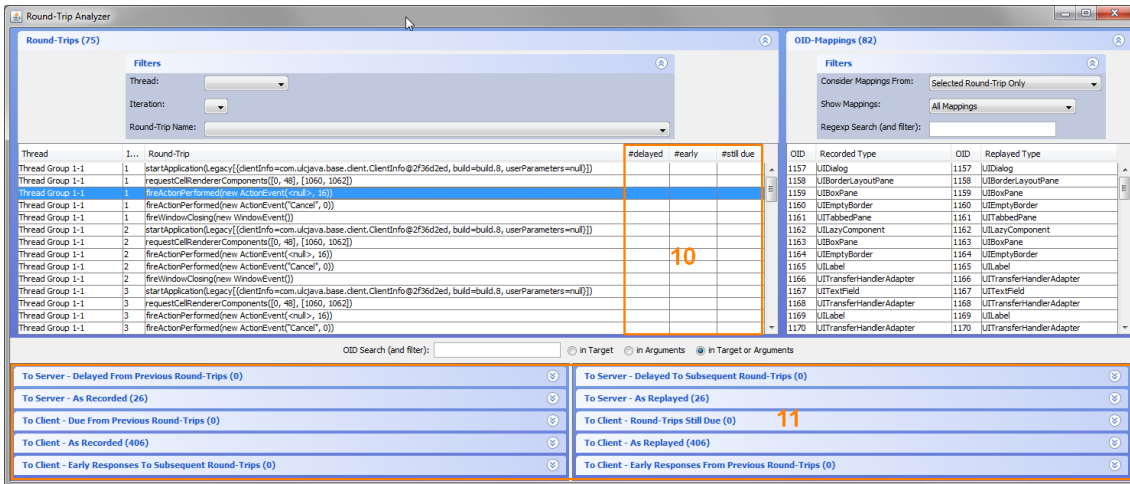 Round-Trip Analyzer
Round-Trips (75)
Filters
Thread:
Iteration:
Round-Trip Name:
Thread I... Round-Trip #delayed #early #still due
Thread Group 1-1 1 startApplication(Legacy[{clientInfo=com.ulcjava.base.client.ClientInfo@2f36d2ed, build=build.8, userParameters=null}])
Thread Group 1-1 1 requestCellRendererComponents([0, 48], [1060, 1062])
Thread Group 1-1 1 fireActionPerformed(new ActionEvent(<null>, 16))
Thread Group 1-1 1 fireActionPerformed(new ActionEvent("Cancel", 0))
Thread Group 1-1 1 fireWindowClosing(new WindowEvent())
Thread Group 1-1 2 startApplication(Legacy[{clientInfo=com.ulcjava.base.client.ClientInfo@2f36d2ed, build=build.8, userParameters=null}])
Thread Group 1-1 2 requestCellRendererComponents([0, 48], [1060, 1062])
Thread Group 1-1 2 fireActionPerformed(new ActionEvent(<null>, 16))
Thread Group 1-1 2 fireActionPerformed(new ActionEvent("Cancel", 0))
Thread Group 1-1 2 fireWindowClosing(new WindowEvent())
Thread Group 1-1 3 startApplication(Legacy[{clientInfo=com.ulcjava.base.client.ClientInfo@2f36d2ed, build=build.8, userParameters=null}])
Thread Group 1-1 3 requestCellRendererComponents([0, 48], [1060, 1062])
Thread Group 1-1 3 fireActionPerformed(new ActionEvent(<null>, 16))
Thread Group 1-1 3 fireActionPerformed(new ActionEvent("Cancel", 0))
10
OID-Mappings (82)
Filters
Consider Mappings From: Selected Round-Trip Only
Show Mappings: All Mappings
Regexp Search (and filter):
OID Recorded Type OID Replayed Type
1157 UIDialog 1157 UIDialog
1158 UIBorderLayoutPane 1158 UIBorderLayoutPane
1159 UIBoxPane 1159 UIBoxPane
1160 UIEmptyBorder 1160 UIEmptyBorder
1161 UITabbedPane 1161 UITabbedPane
1162 UILazyComponent 1162 UILazyComponent
1163 UIBoxPane 1163 UIBoxPane
1164 UIEmptyBorder 1164 UIEmptyBorder
1165 UILabel 1165 UILabel
1166 UITransferHandlerAdapter 1166 UITransferHandlerAdapter
1167 UITextField 1167 UITextField
1168 UITransferHandlerAdapter 1168 UITransferHandlerAdapter
1169 UILabel 1169 UILabel
1170 UITransferHandlerAdapter 1170 UITransferHandlerAdapter
OID Search (and filter): in Target in Arguments in Target or Arguments
To Server - Delayed From Previous Round-Trips (0)
To Server - As Recorded (26)
To Client - Due From Previous Round-Trips (0)
To Client - As Recorded (406)
To Client - Early Responses To Subsequent Round-Trips (0)
To Server - Delayed To Subsequent Round-Trips (0)
To Server - As Replayed (26)
To Client - Round-Trips Still Due (0) 11
To Client - As Replayed (406)
To Client - Early Responses From Previous Round-Trips (0)